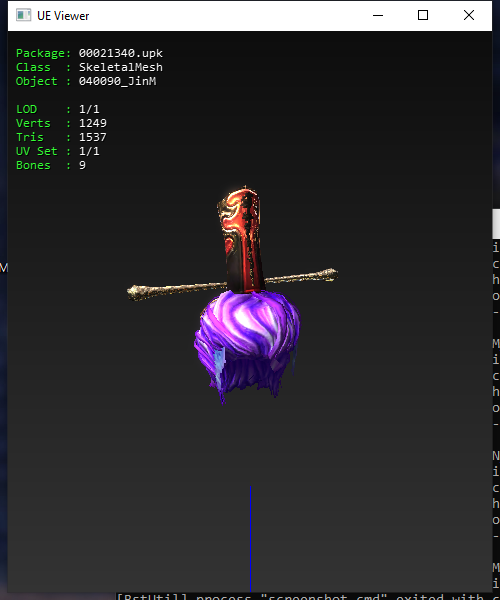 UE Viewer
Package: 00021340.upk
Class : SkeletalMesh
Object : 040090_JinM
LOD : 1/1
Verts : 1249
Tris : 1537
UV Set : 1/1
Bones : 9
M
i
c
h
o
-
M
i
c
h
o
-
N
i
c
h
o
-
M
i
[BstUtil] process "screenshot.cmd" exited with c